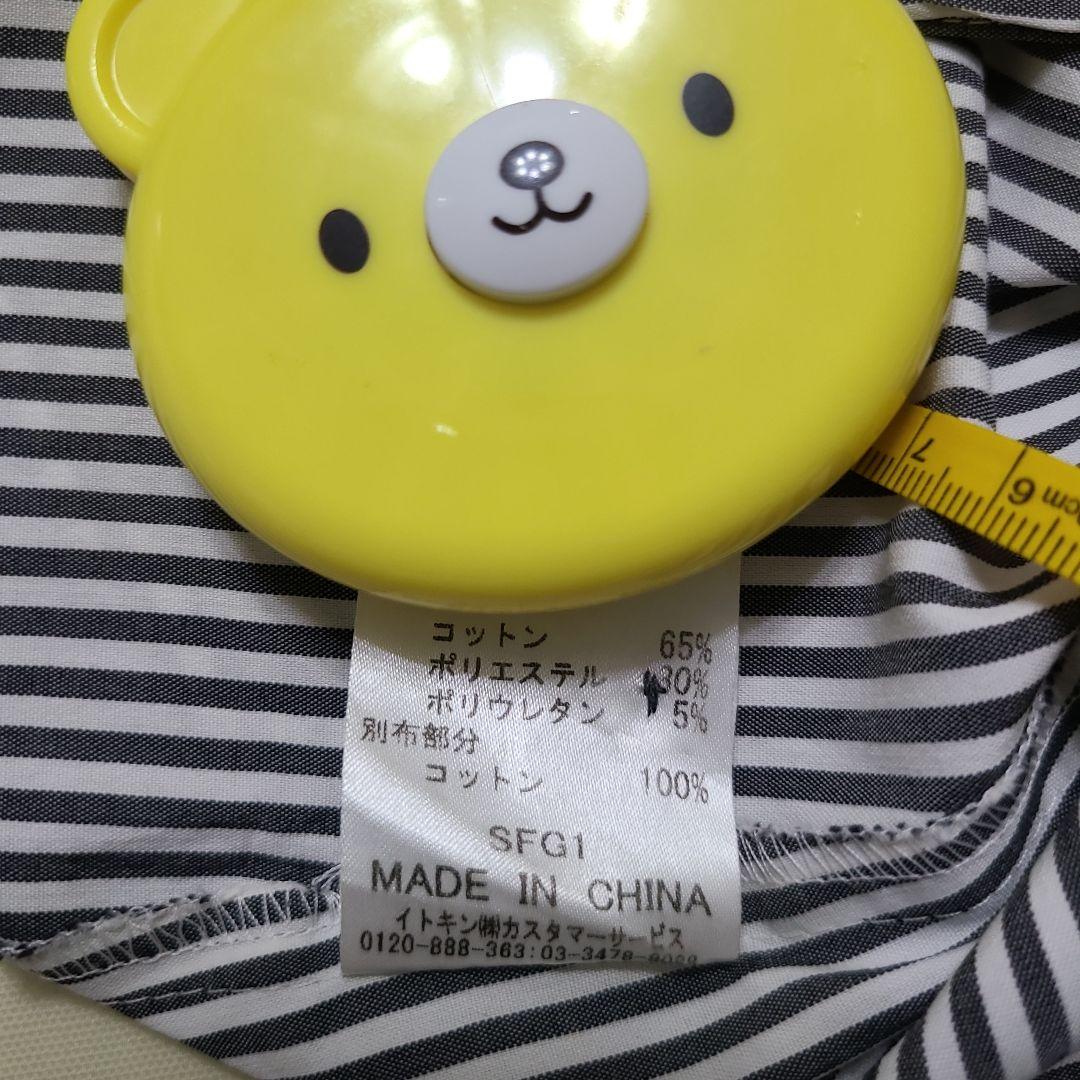 7
6
cm
コットン 65%
ポリエステル 30%
ポリウレタン 5%
別布部分
コットン 100%
SFG1
MADE IN CHINA
イトキン㈱カスタマーサービス
0120-888-363:03-3478-8088